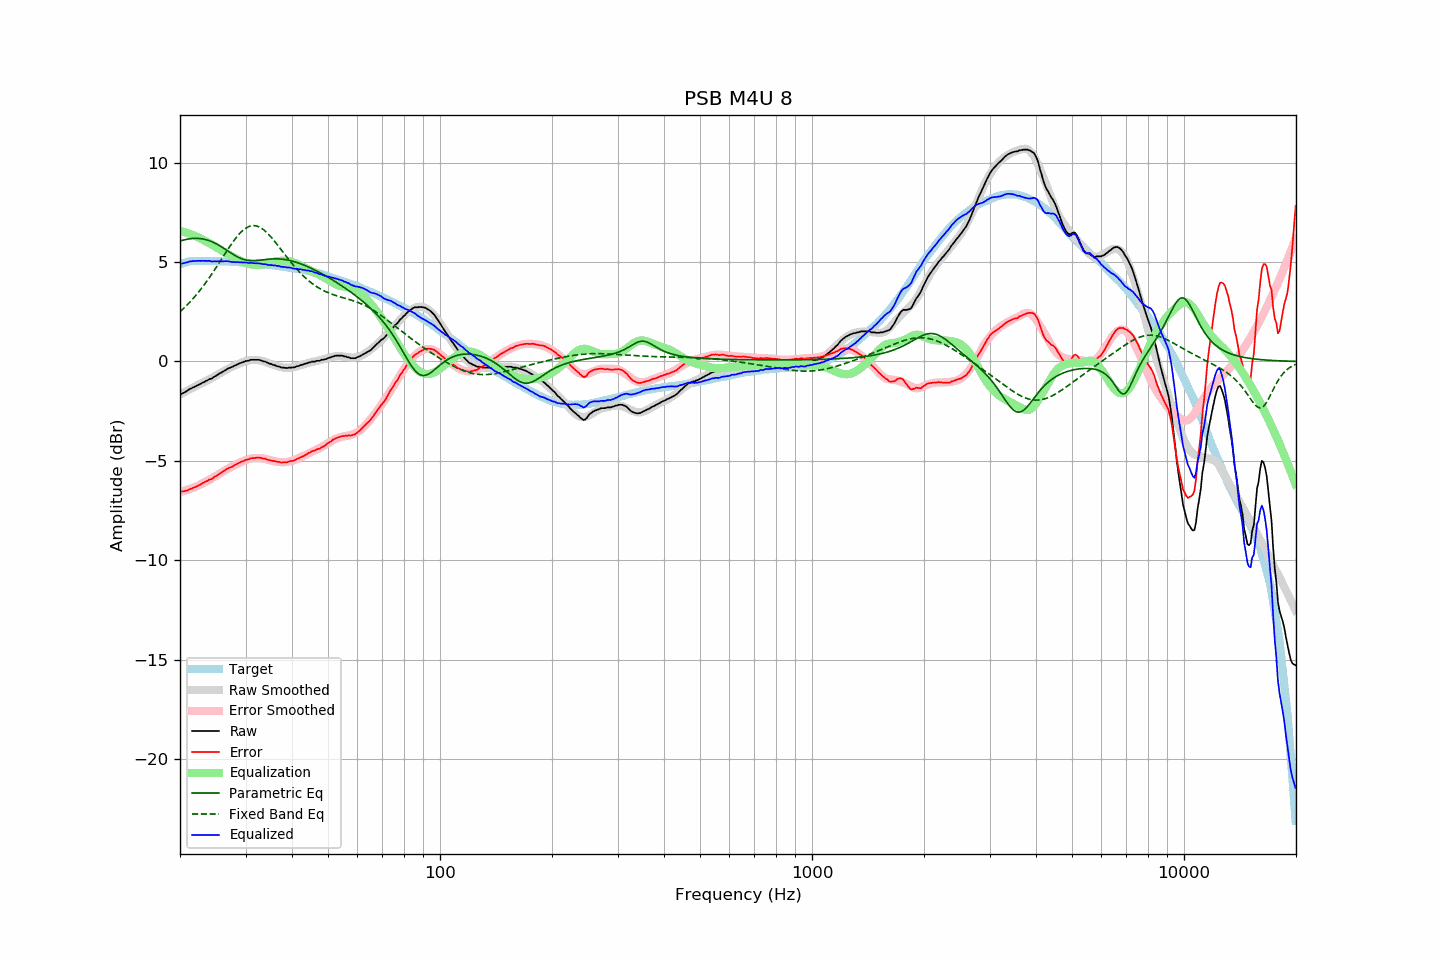 PSB M4U 8
Amplitude (dBr)
10
5
0
−5
−10
−15
−20
Target
Raw Smoothed
Error Smoothed
Raw
Error
Equalization
Parametric Eq
Fixed Band Eq
Equalized
100
1000
10000
Frequency (Hz)